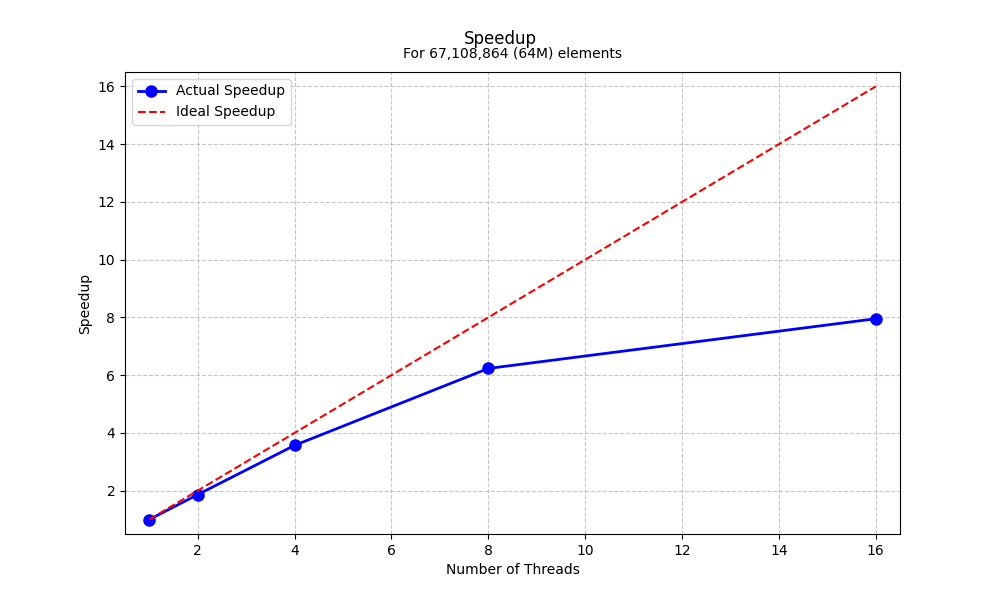 Speedup
For 67,108,864 (64M) elements
Actual Speedup
Ideal Speedup
16
14
12
10
8
6
4
2
Speedup
2 4 6 8 10 12 14 16
Number of Threads